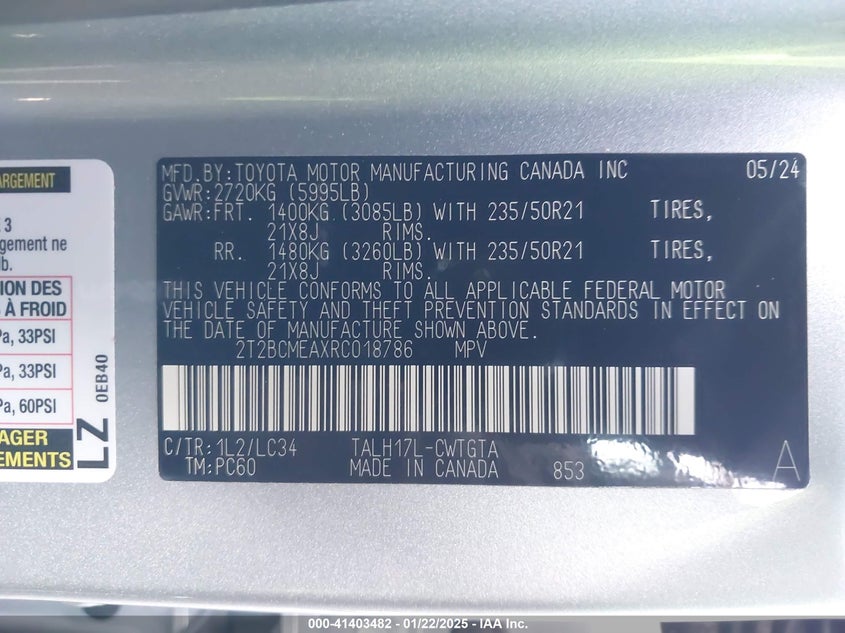 ARGEMENT
3
gement ne
b.
ION DES
À FROID
Pa, 33PSI
Pa, 33PSI
Pa, 60PSI
AGER
EMENTS
LZ
0EB40
MFD.BY:TOYOTA MOTOR MANUFACTURING CANADA INC 05/24
GVWR:2720KG (5995LB)
GAWR:FRT. 1400KG (3085LB) WITH 235/50R21 TIRES,
21X8J RIMS.
RR. 1480KG (3260LB) WITH 235/50R21 TIRES,
21X8J RIMS.
THIS VEHICLE CONFORMS TO ALL APPLICABLE FEDERAL MOTOR
VEHICLE SAFETY AND THEFT PREVENTION STANDARDS IN EFFECT ON
THE DATE OF MANUFACTURE SHOWN ABOVE.
2T2BCMEAXRC018786 MPV
C/TR:1L2/LC34 TALH17L-CWTGTA
TM:PC60 MADE IN CANADA 853 A
000-41403482 - 01/22/2025 - IAA Inc.